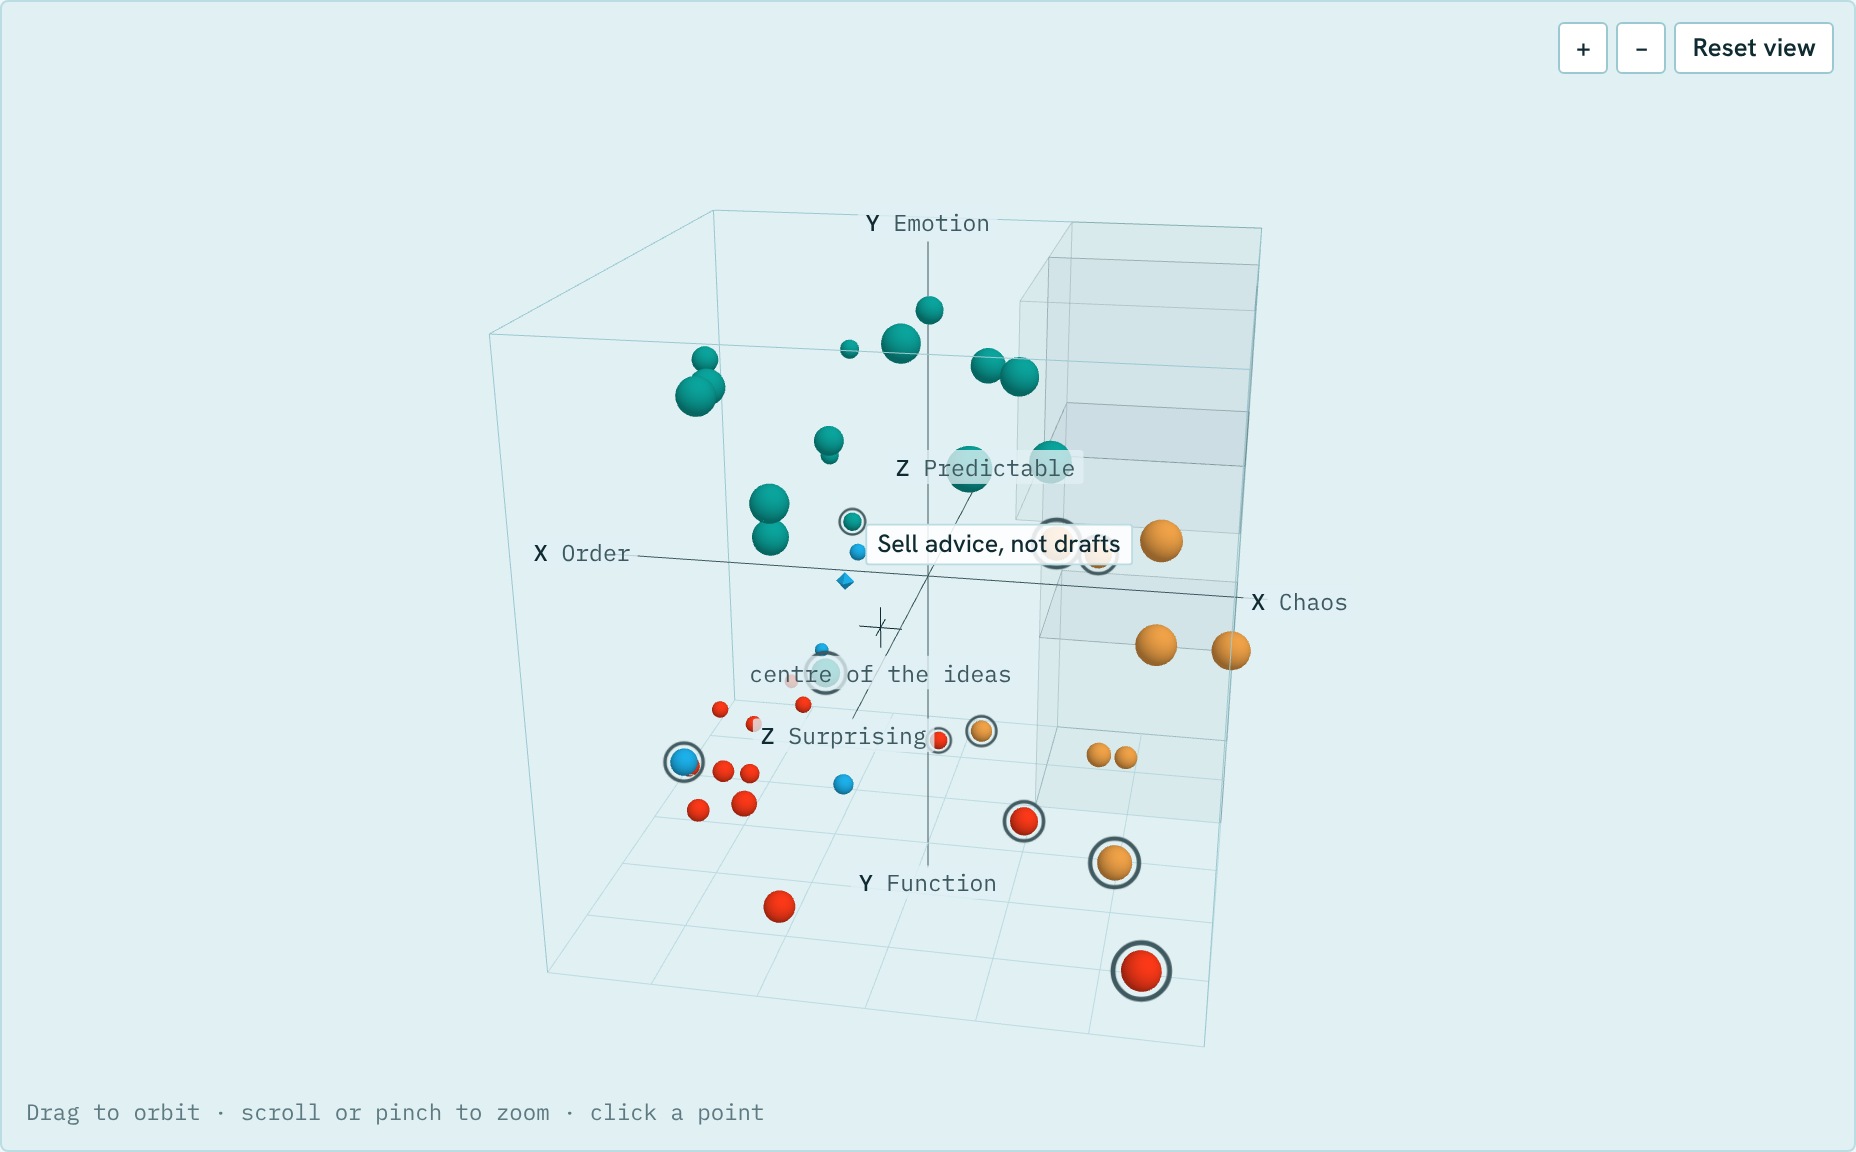 +
-
Reset view
Y Emotion
Z Predictable
Sell advice, not drafts
X Order
X Chaos
centre of the ideas
Z Surprising
Y Function
Drag to orbit · scroll or pinch to zoom · click a point